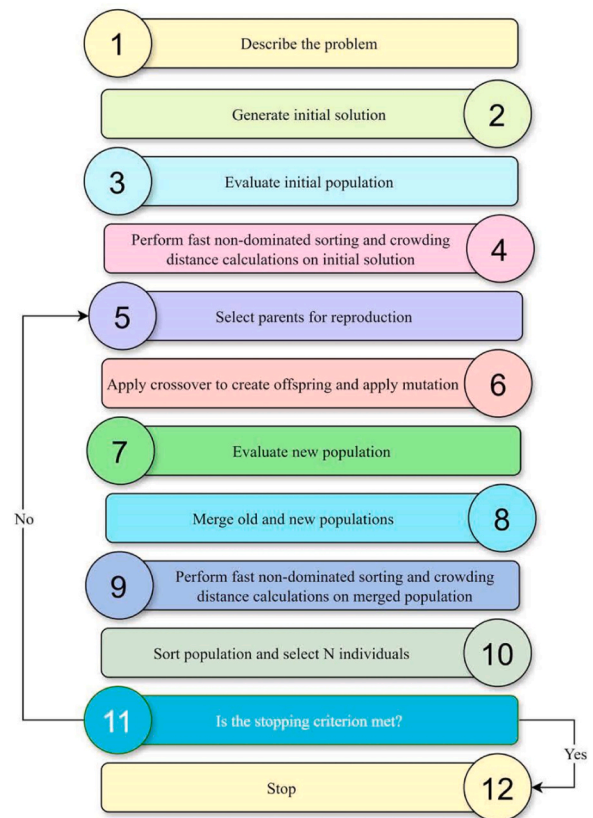 1
Describe the problem
Generate initial solution
2
3
Evaluate initial population
Perform fast non-dominated sorting and crowding
distance calculations on initial solution
4
5
Select parents for reproduction
Apply crossover to create offspring and apply mutation
6
7
Evaluate new population
Merge old and new populations
8
No
9
Perform fast non-dominated sorting and crowding
distance calculations on merged population
Sort population and select N individuals
10
11
Is the stopping criterion met?
Yes
Stop
12